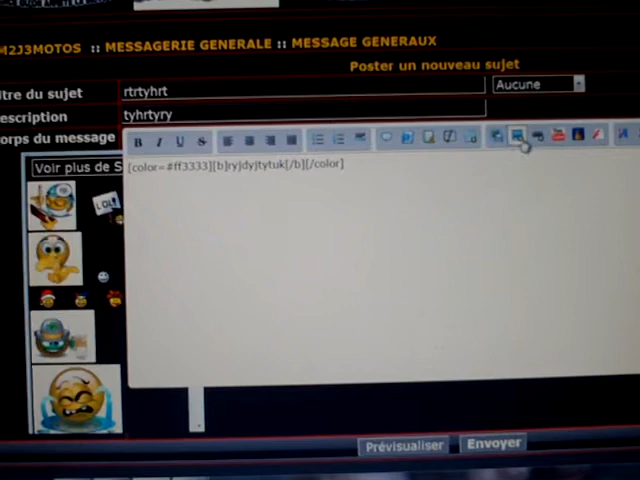 M2J3MOTOS :: MESSAGERIE GENERALE :: MESSAGE GENERAUX
Poster un nouveau sujet
itre du sujet rtrtyhrt Aucune
escription tyhrtyry
orps du message
B I U S
Voir plus de S [color=#ff3333][b]ryjdyjtytuk[/b][/color]
LOL!
Prévisualiser Envoyer